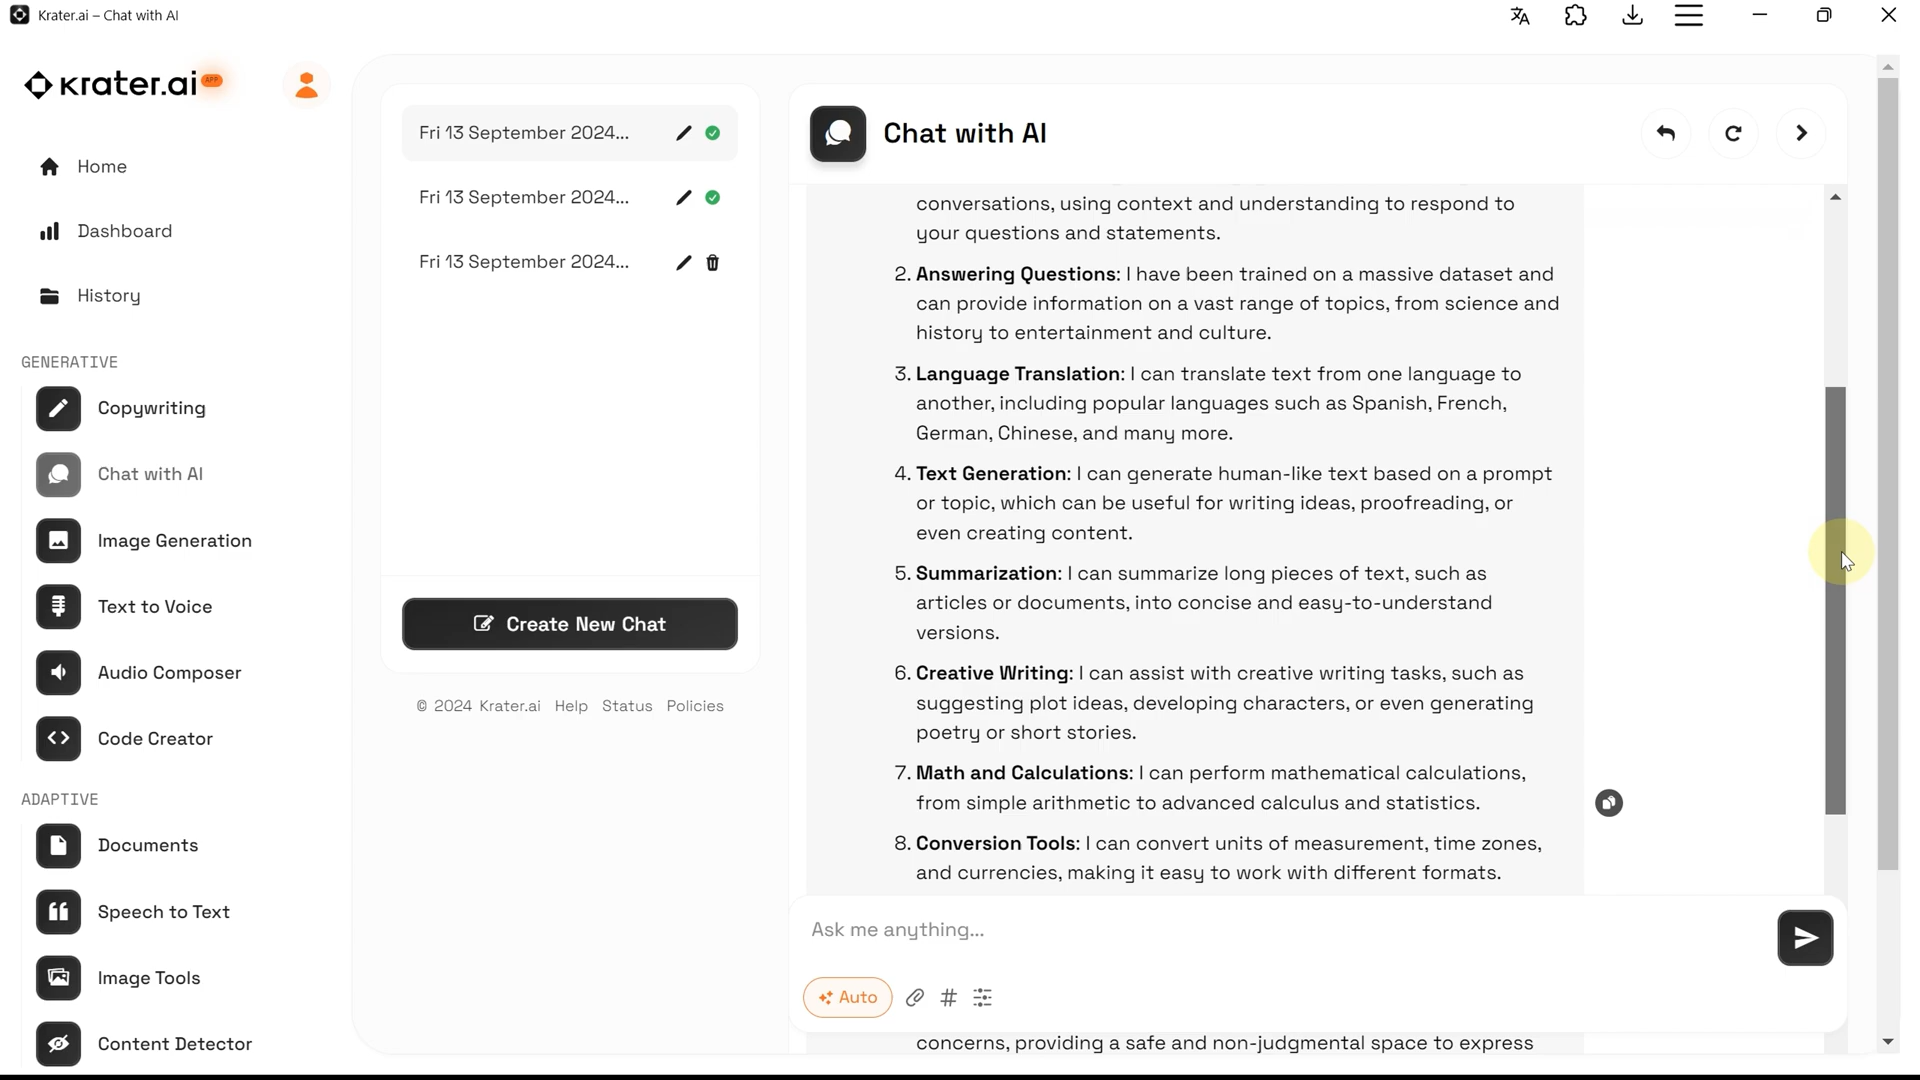 Krater.ai – Chat with AI
krater.ai APP
Home
Dashboard
History
GENERATIVE
Copywriting
Chat with AI
Image Generation
Text to Voice
Audio Composer
Code Creator
ADAPTIVE
Documents
Speech to Text
Image Tools
Content Detector
Fri 13 September 2024...
Fri 13 September 2024...
Fri 13 September 2024...
Create New Chat
© 2024 Krater.ai Help Status Policies
Chat with AI
conversations, using context and understanding to respond to
your questions and statements.
2. Answering Questions: I have been trained on a massive dataset and
can provide information on a vast range of topics, from science and
history to entertainment and culture.
3. Language Translation: I can translate text from one language to
another, including popular languages such as Spanish, French,
German, Chinese, and many more.
4. Text Generation: I can generate human-like text based on a prompt
or topic, which can be useful for writing ideas, proofreading, or
even creating content.
5. Summarization: I can summarize long pieces of text, such as
articles or documents, into concise and easy-to-understand
versions.
6. Creative Writing: I can assist with creative writing tasks, such as
suggesting plot ideas, developing characters, or even generating
poetry or short stories.
7. Math and Calculations: I can perform mathematical calculations,
from simple arithmetic to advanced calculus and statistics.
8. Conversion Tools: I can convert units of measurement, time zones,
and currencies, making it easy to work with different formats.
Ask me anything...
Auto
concerns, providing a safe and non-judgmental space to express